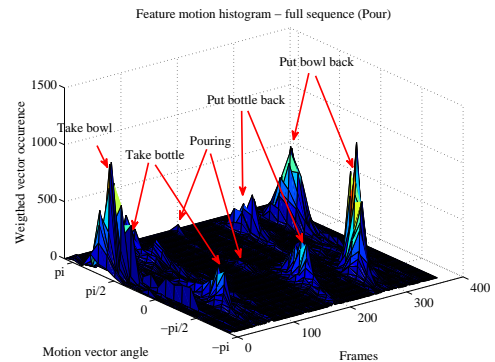 Feature motion histogram – full sequence (Pour)
Put bowl back
1500
Put bottle back
Take bowl
1000
Pouring
Take bottle
500
0
Weighted vector occurence
pi
pi/2
0
−pi/2
−pi
Motion vector angle
0
100
200
300
400
Frames